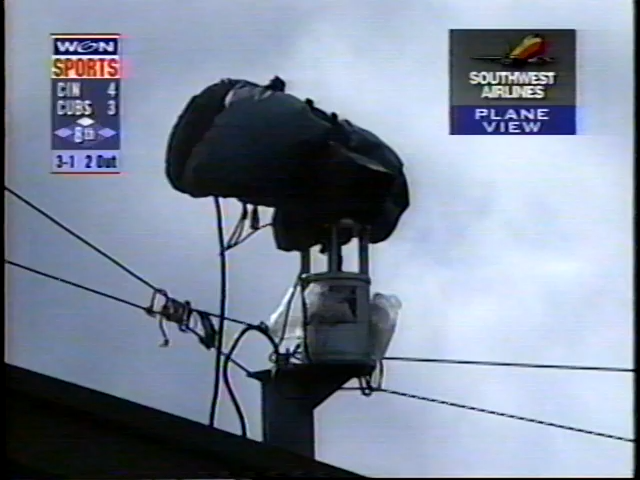 WGN
SPORTS
CIN 4
CUBS 3
8th
3-1 2 Out
SOUTHWEST
AIRLINES
PLANE
VIEW